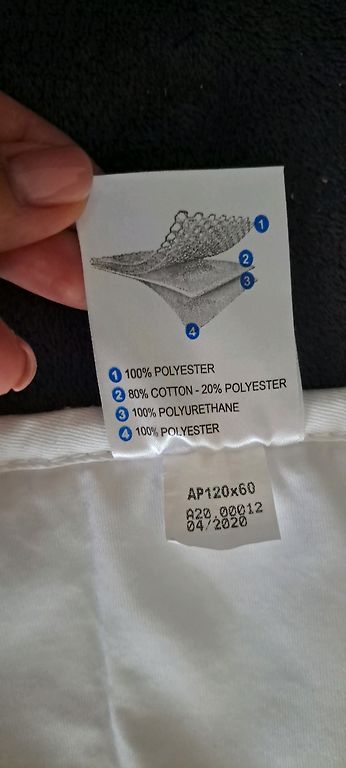 1
2
3
4
1 100% POLYESTER
2 80% COTTON - 20% POLYESTER
3 100% POLYURETHANE
4 100% POLYESTER
AP120x60
A20.00012
04/2020